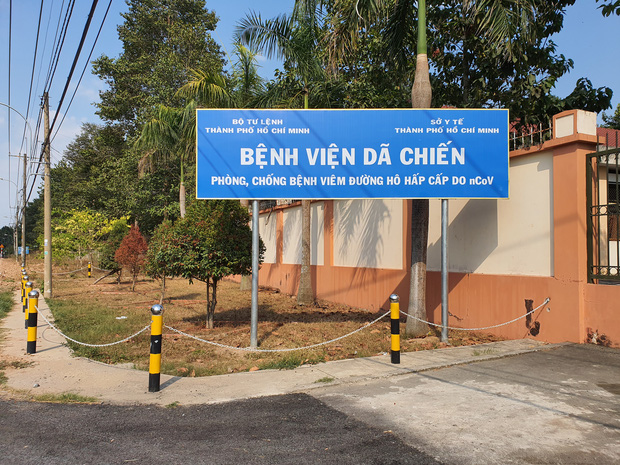 BỘ TƯ LỆNH
THÀNH PHỐ HỒ CHÍ MINH
SỞ Y TẾ
THÀNH PHỐ HỒ CHÍ MINH
BỆNH VIỆN DÃ CHIẾN
PHÒNG, CHỐNG BỆNH VIÊM ĐƯỜNG HÔ HẤP CẤP DO nCoV